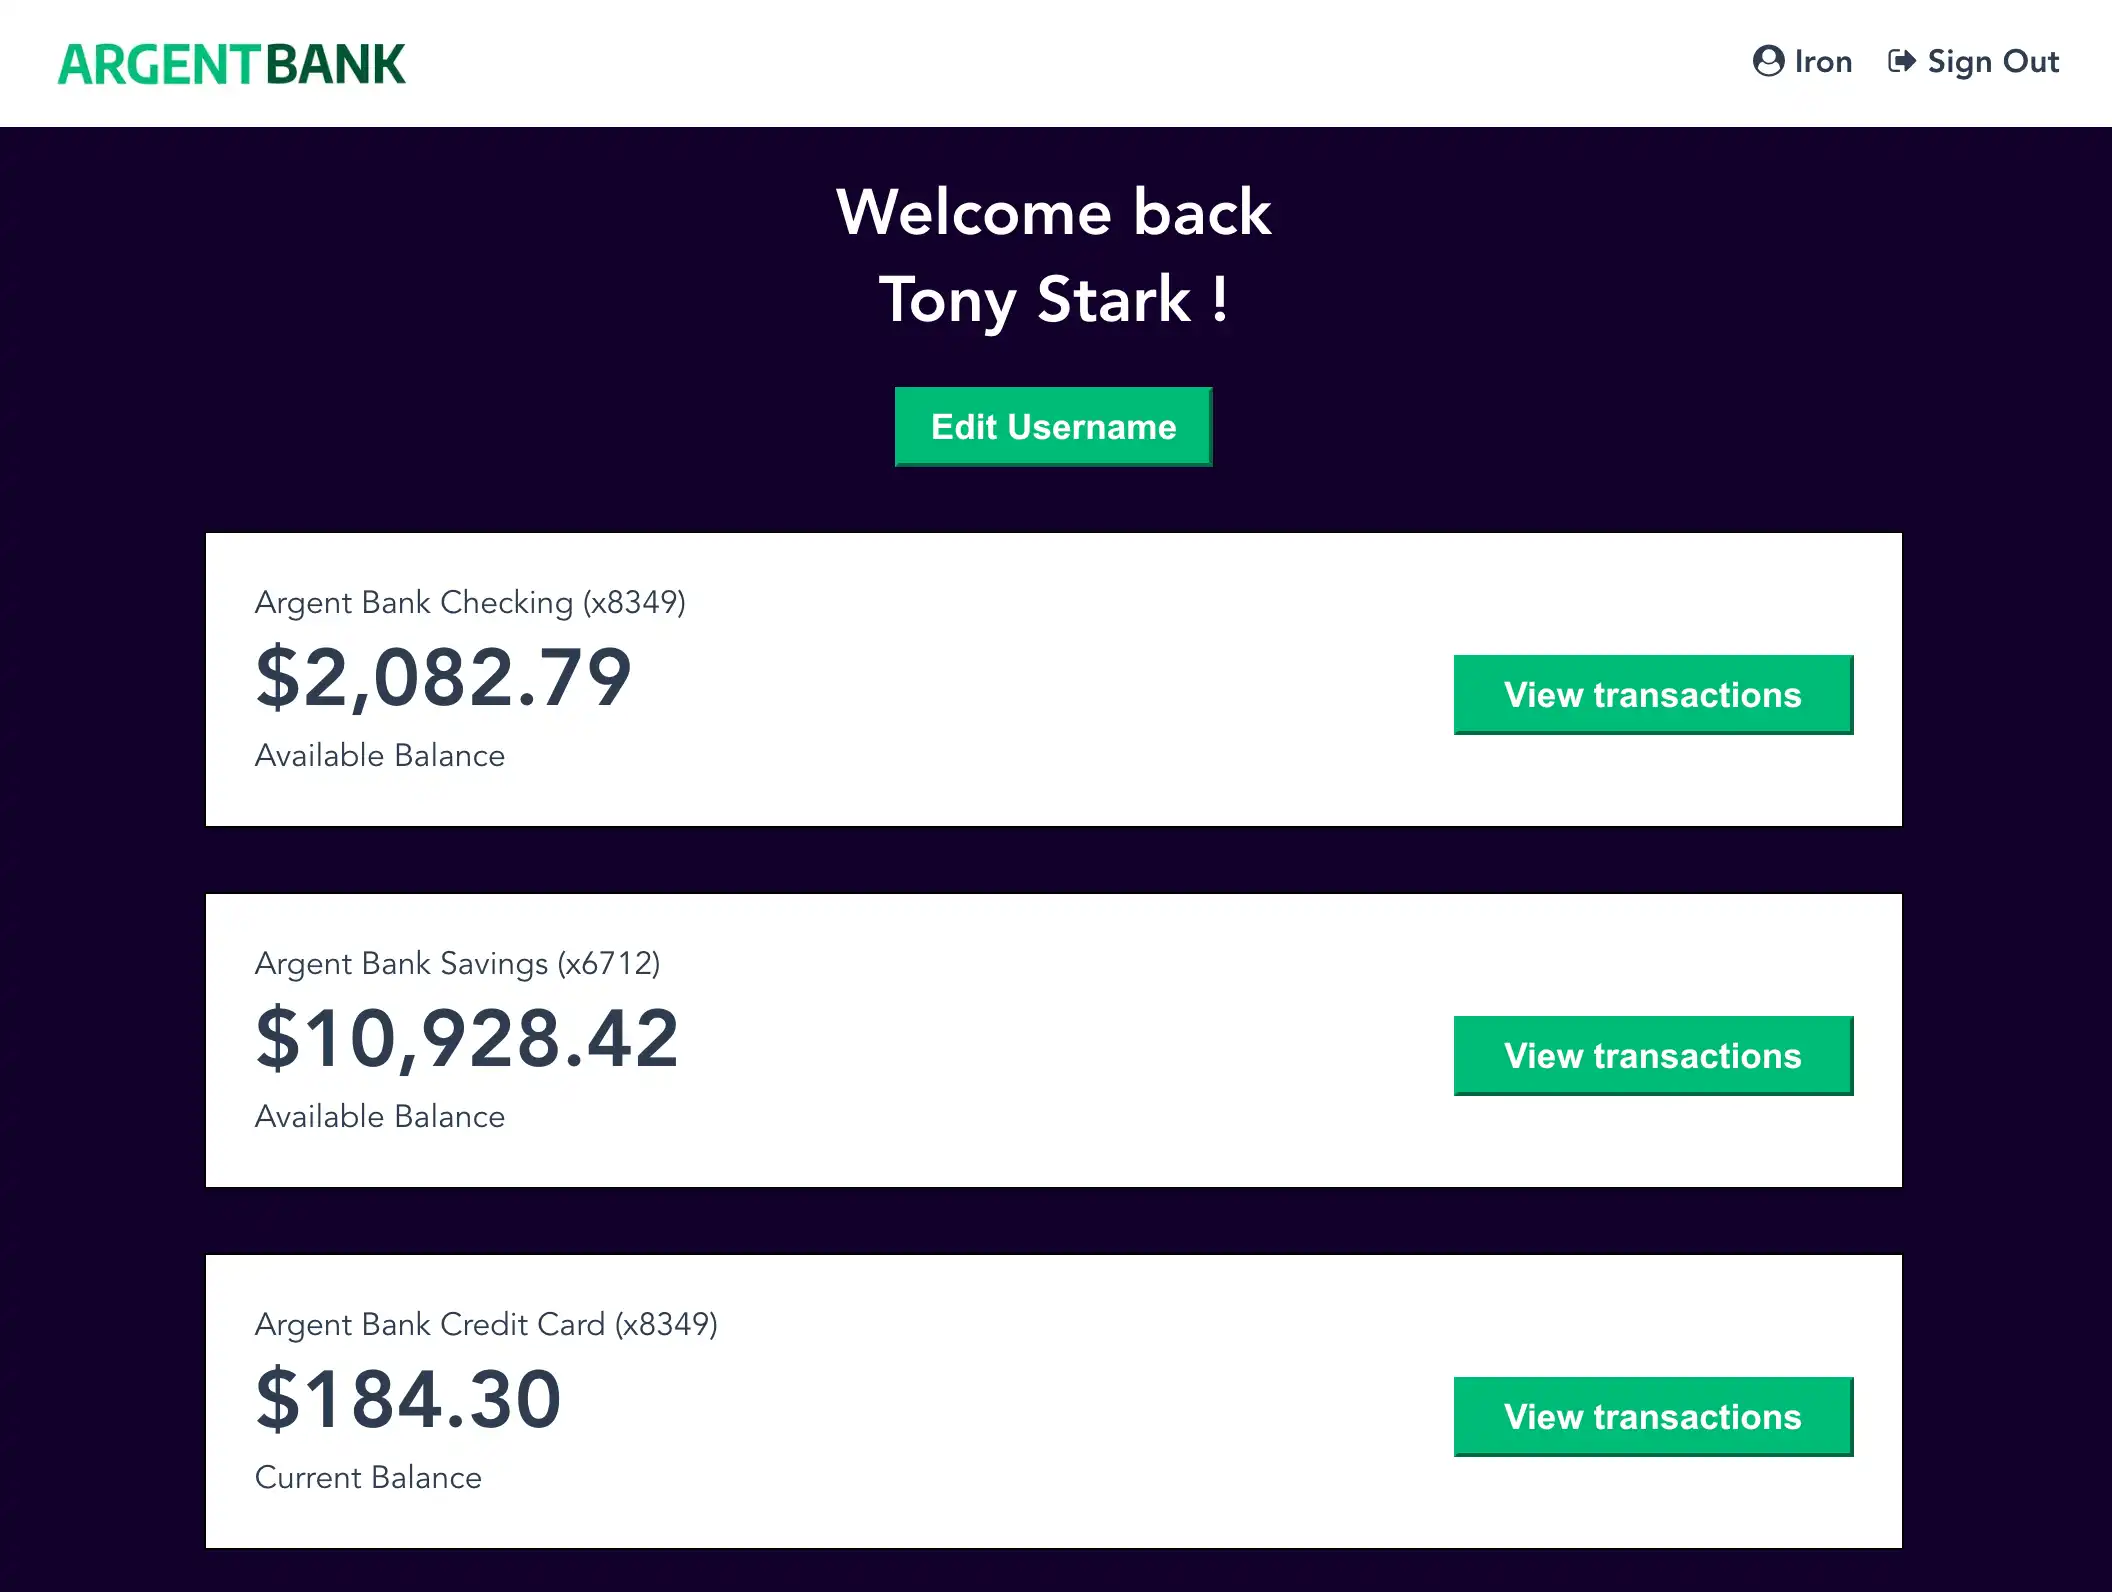 ARGENTBANK
Iron
Sign Out
Welcome back
Tony Stark !
Edit Username
Argent Bank Checking (x8349)
$2,082.79
Available Balance
View transactions
Argent Bank Savings (x6712)
$10,928.42
Available Balance
View transactions
Argent Bank Credit Card (x8349)
$184.30
Current Balance
View transactions